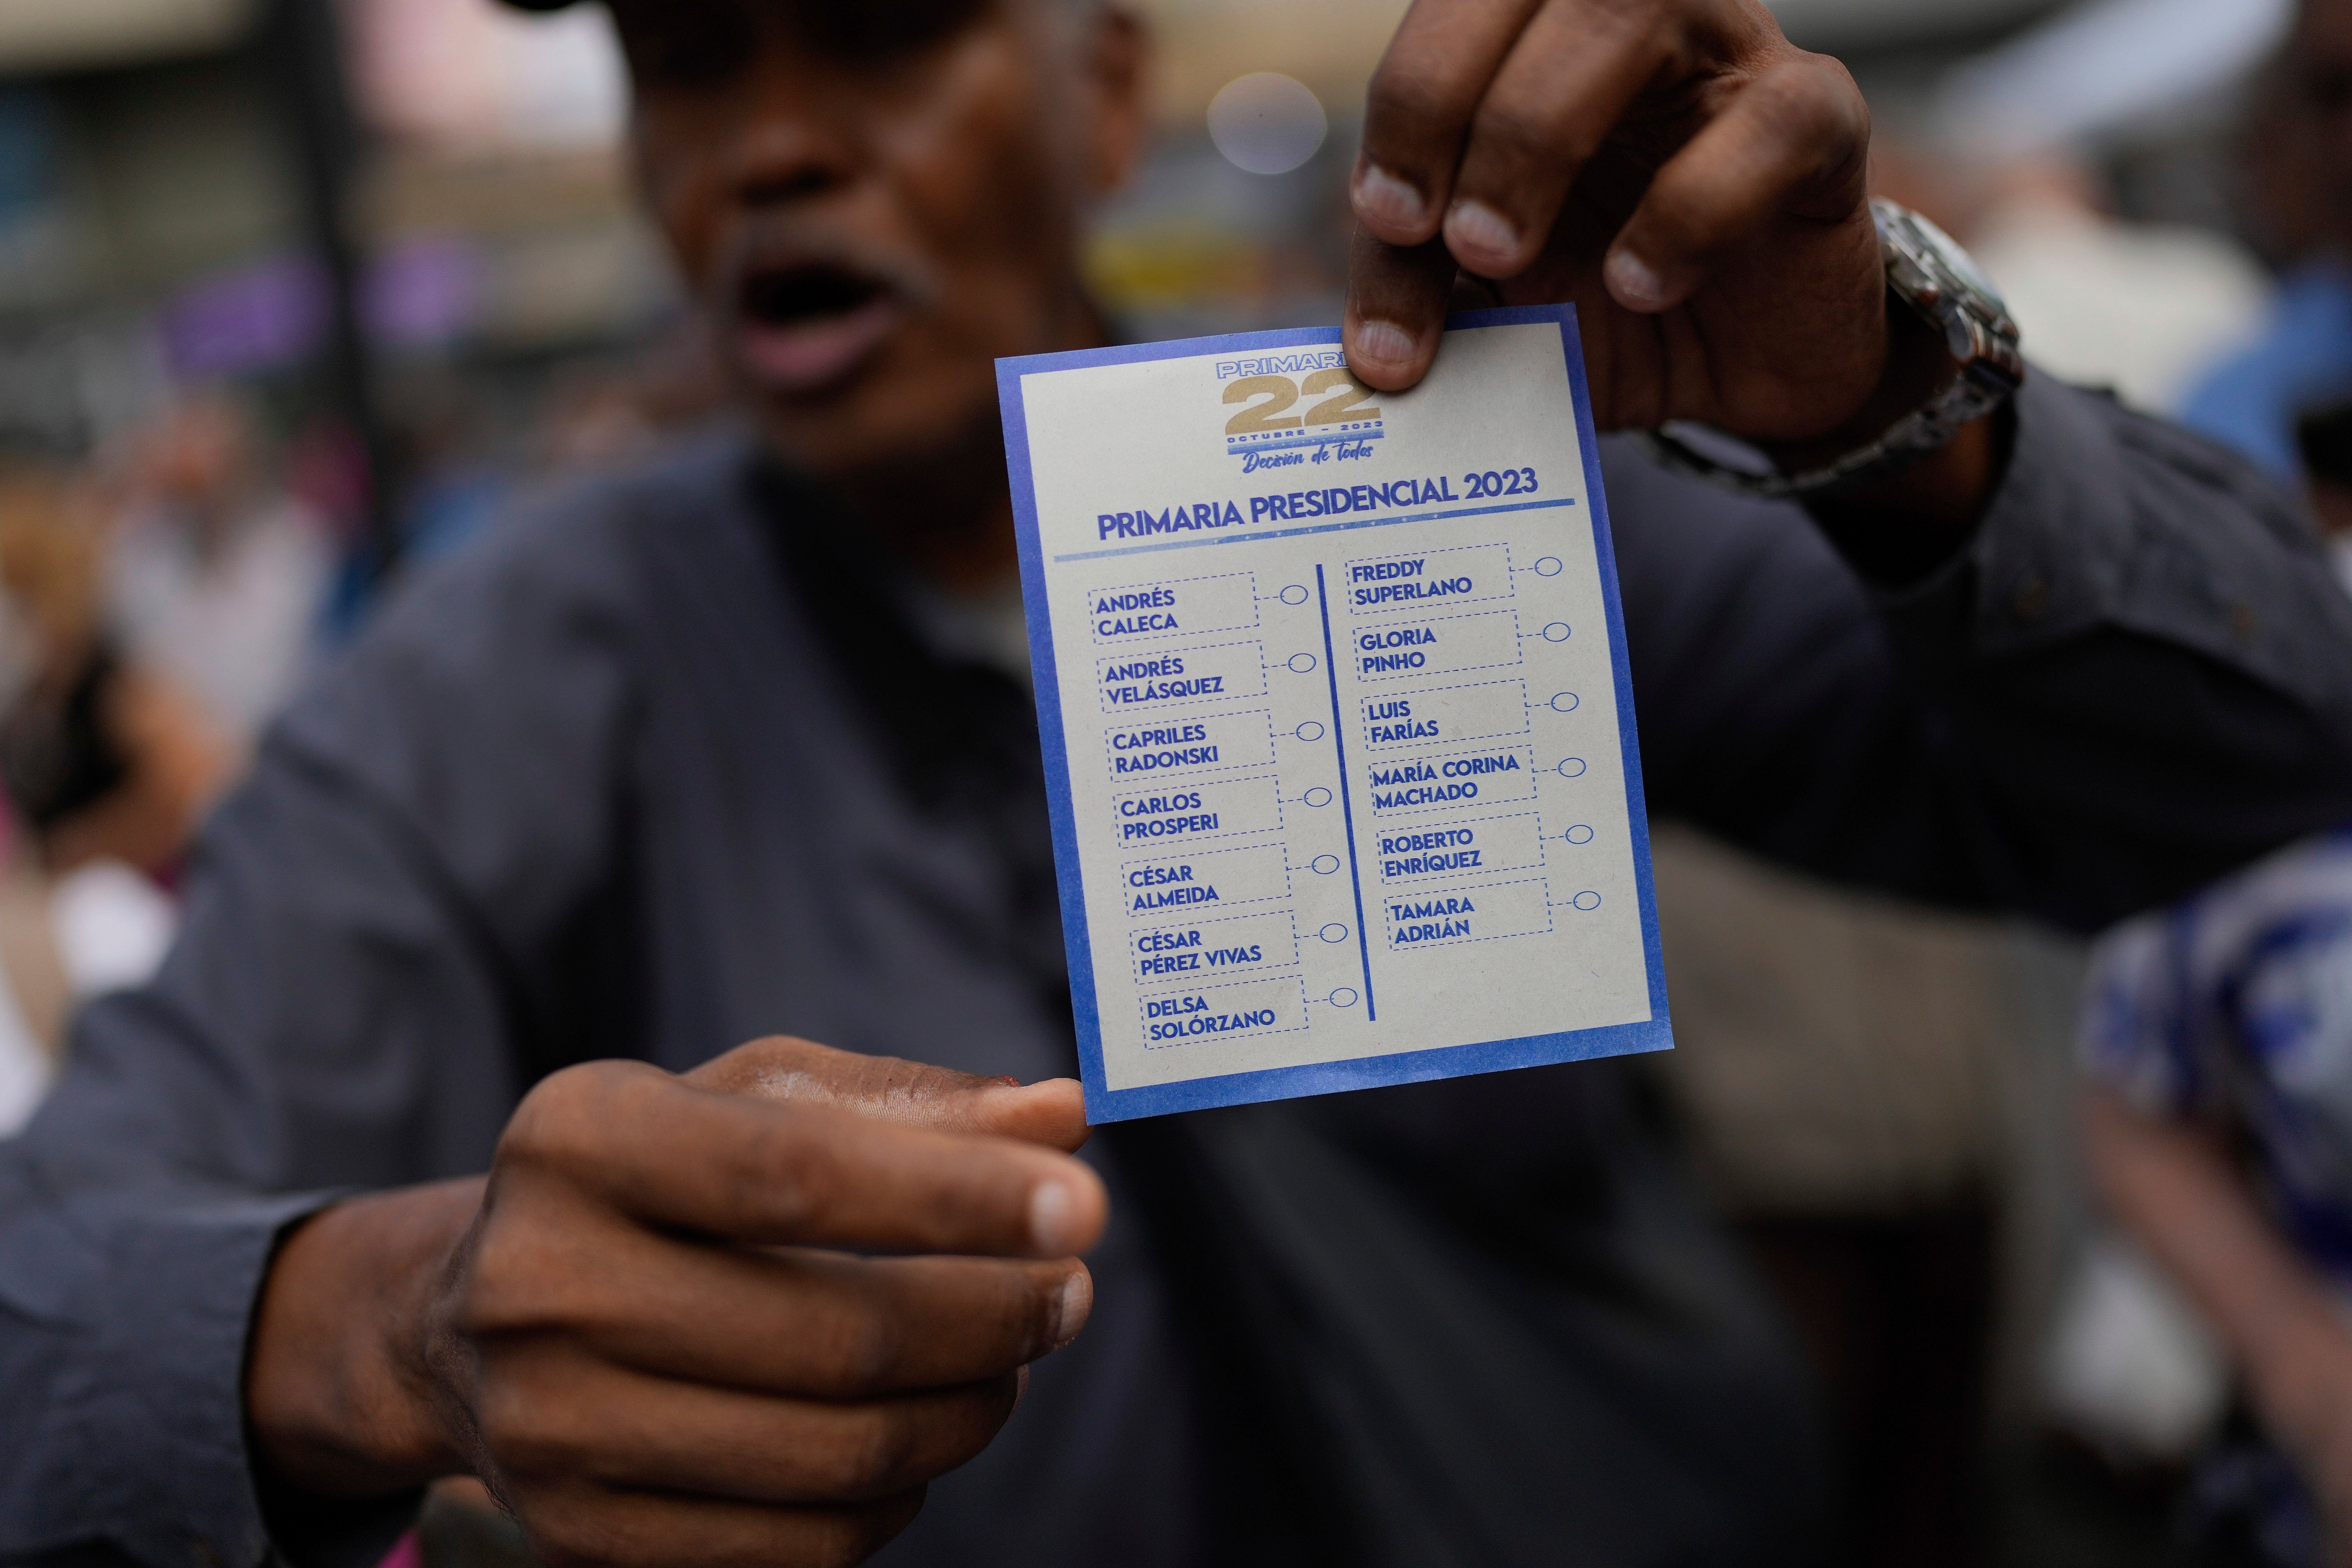 22
OCTUBRE - 2023
Decisión de Todos
PRIMARIA PRESIDENCIAL 2023
ANDRÉS
CALECA
ANDRÉS
VELÁSQUEZ
CAPRILES
RADONSKI
CARLOS
PROSPERI
CÉSAR
ALMEIDA
CÉSAR
PÉREZ VIVAS
DELSA
SOLÓRZANO
FREDDY
SUPERLANO
GLORIA
PINHO
LUIS
FARÍAS
MARÍA CORINA
MACHADO
ROBERTO
ENRÍQUEZ
TAMARA
ADRIÁN